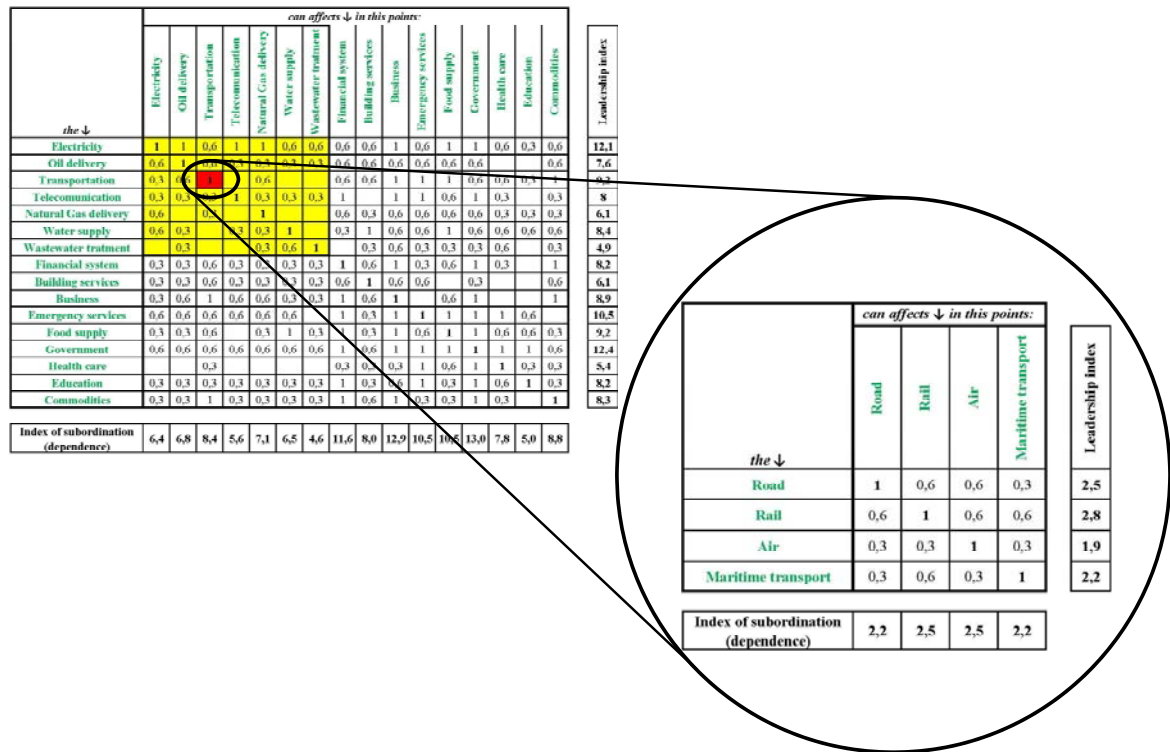 can affects ↓ in this points:
the ↓ Electricity Oil delivery Transportation Telecomunication Natural Gas delivery Water supply Wastewater tratment Financial system Building services Business Emergency services Food supply Government Health care Education Commodities Leadership index
Electricity 1 1 0,6 1 1 0,6 0,6 0,6 0,6 1 0,6 1 1 0,6 0,3 0,6 12,1
Oil delivery 0,6 1 0,6 0,3 0,3 0,3 0,3 0,6 0,6 0,6 0,6 0,6 0,6 0,6 7,6
Transportation 0,3 0,6 1 0,6 0,6 0,6 1 1 1 0,6 0,6 0,3 1 9,2
Telecomunication 0,3 0,3 1 0,3 0,3 0,3 1 1 1 0,6 1 0,3 0,3 8
Natural Gas delivery 0,6 1 0,6 0,3 0,6 0,6 0,6 0,6 0,6 0,3 0,3 0,3 6,1
Water supply 0,6 0,3 0,3 0,3 1 0,3 1 0,6 0,6 1 0,6 0,6 0,6 0,6 8,4
Wastewater tratment 0,3 0,3 0,6 1 0,3 0,6 0,3 0,3 0,3 0,6 0,3 4,9
Financial system 0,3 0,3 0,6 0,3 0,3 0,3 0,3 1 0,6 1 0,3 0,6 1 0,3 1 8,2
Building services 0,3 0,3 0,6 0,3 0,3 0,3 0,3 0,6 1 0,6 0,6 0,3 0,6 6,1
Business 0,3 0,6 1 0,6 0,6 0,3 0,3 1 0,6 1 0,6 1 1 8,9
Emergency services 0,6 0,6 0,6 0,6 0,6 0,6 1 0,3 1 1 1 1 1 0,6 10,5
Food supply 0,3 0,3 0,6 0,3 1 0,3 1 0,3 1 0,6 1 1 0,6 0,6 0,3 9,2
Government 0,6 0,6 0,6 0,6 0,6 0,6 0,6 1 0,6 1 1 1 1 1 1 0,6 12,4
Health care 0,3 0,3 0,3 0,3 1 0,6 1 1 0,3 0,3 5,4
Education 0,3 0,3 0,3 0,3 0,3 0,3 0,3 1 0,3 0,6 1 0,3 1 0,6 1 0,3 8,2
Commodities 0,3 0,3 1 0,3 0,3 0,3 0,3 1 0,6 1 0,3 0,3 1 0,3 1 8,3
Index of subordination
(dependence) 6,4 6,8 8,4 5,6 7,1 6,5 4,6 11,6 8,0 12,9 10,5 10,5 13,0 7,8 5,0 8,8
can affects ↓ in this points:
the ↓ Road Rail Air Maritime transport Leadership index
Road 1 0,6 0,6 0,3 2,5
Rail 0,6 1 0,6 0,6 2,8
Air 0,3 0,3 1 0,3 1,9
Maritime transport 0,3 0,6 0,3 1 2,2
Index of subordination
(dependence) 2,2 2,5 2,5 2,2